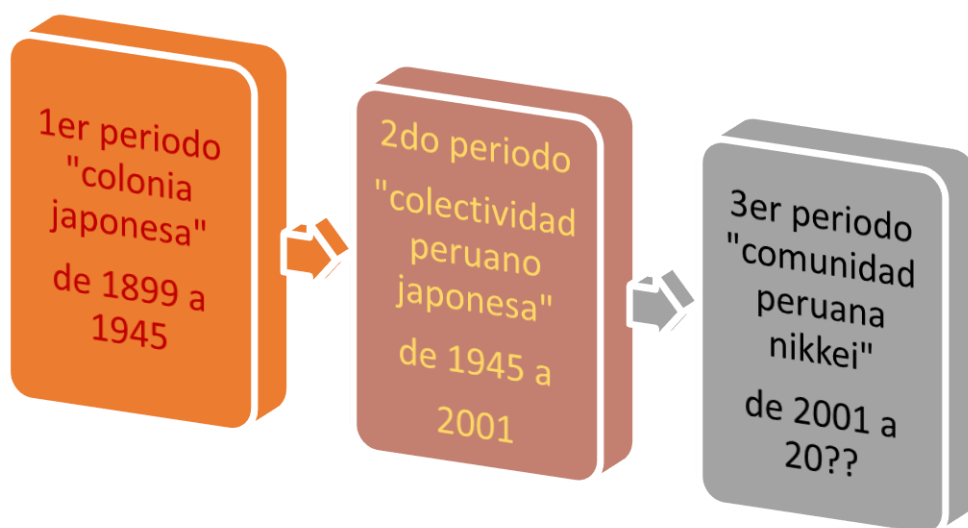 1er periodo
"colonia
japonesa"
de 1899 a
1945
2do periodo
"colectividad
peruano
japonesa"
de 1945 a
2001
3er periodo
"comunidad
peruana
nikkei"
de 2001 a
20??